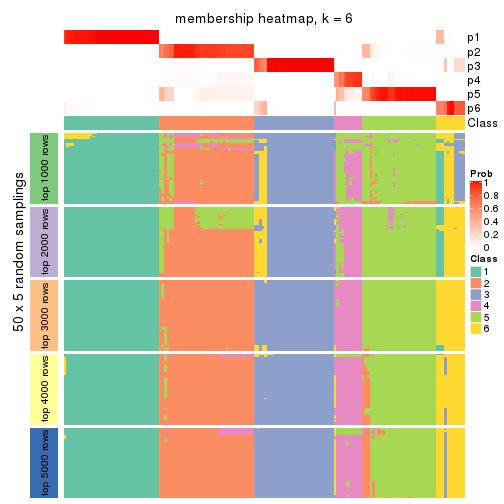 membership heatmap, k = 6
p1
p2
p3
p4
p5
p6
Class
50 x 5 random samplings
top 1000 rows
top 2000 rows
top 3000 rows
top 4000 rows
top 5000 rows
Prob
1
0.8
0.6
0.4
0.2
0
Class
1
2
3
4
5
6